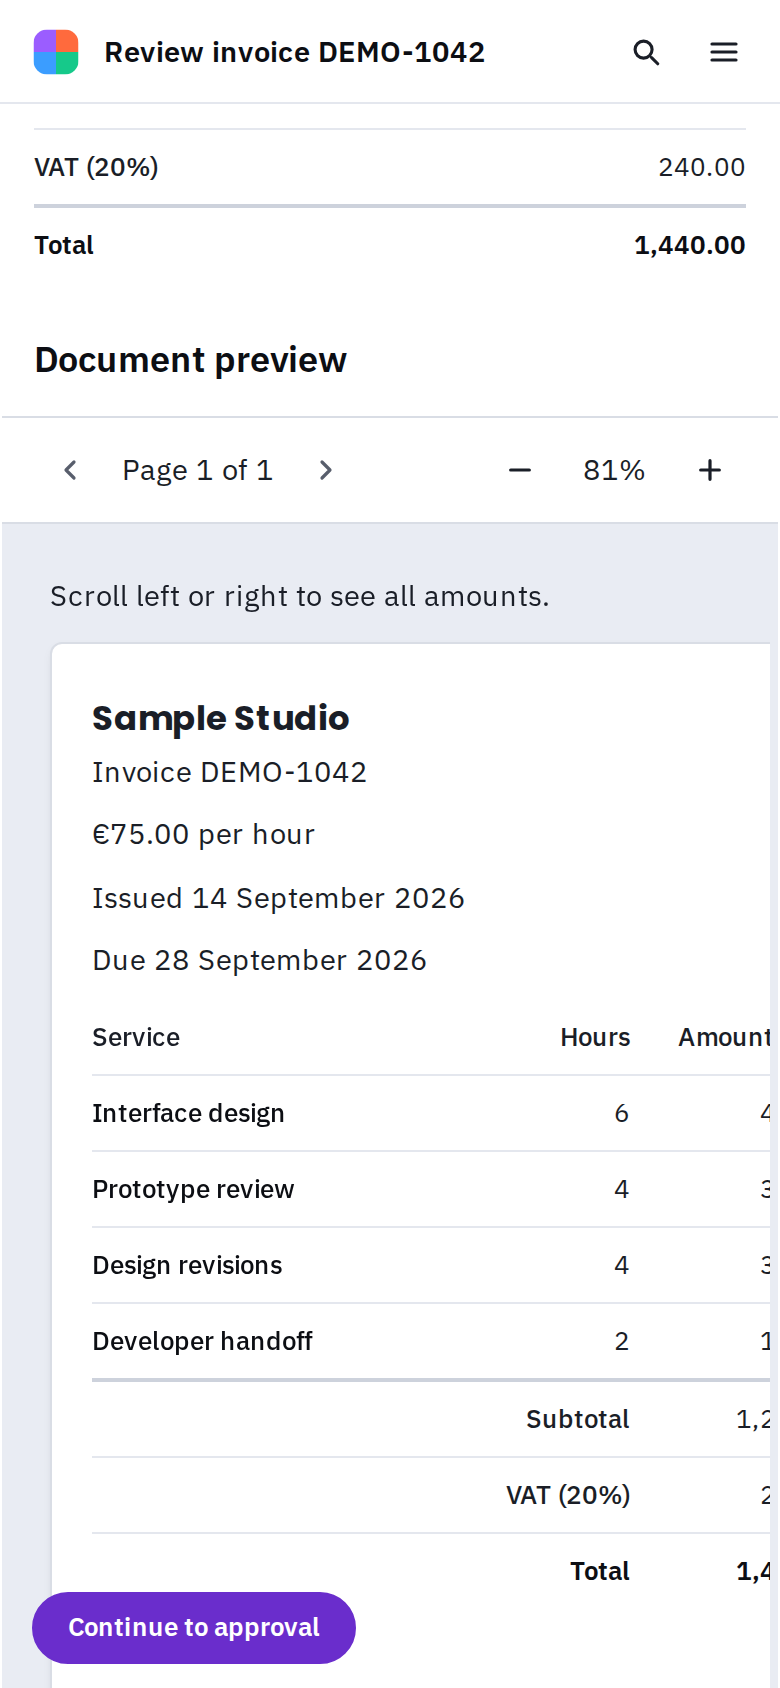 Review invoice DEMO-1042
VAT (20%) 240.00
Total 1,440.00
Document preview
Page 1 of 1 81%
Scroll left or right to see all amounts.
Sample Studio
Invoice DEMO-1042
€75.00 per hour
Issued 14 September 2026
Due 28 September 2026
Service Hours Amount
Interface design 6
Prototype review 4
Design revisions 4
Developer handoff 2
Subtotal
VAT (20%)
Total
Continue to approval